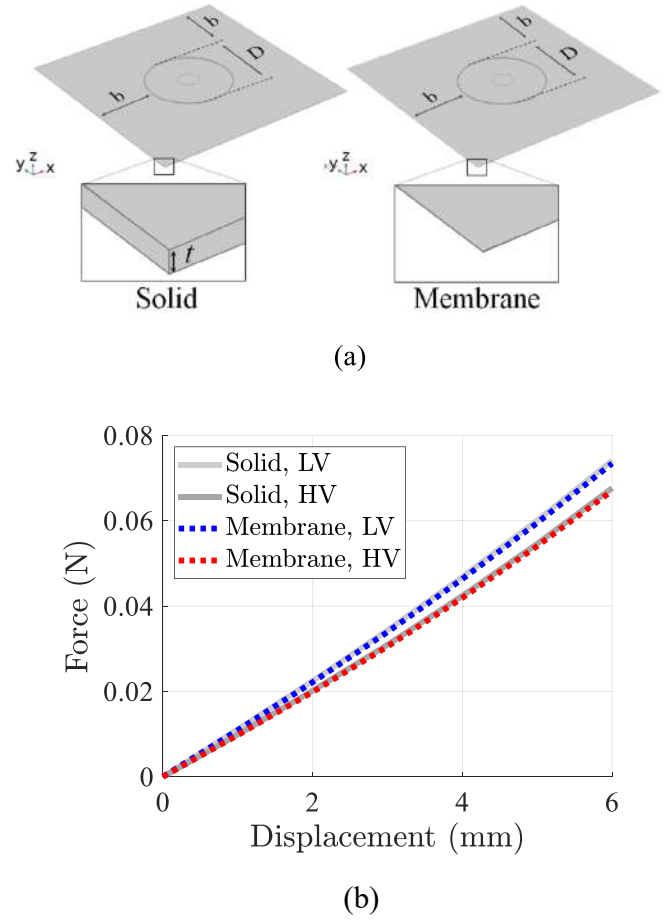 b
D
b
b
D
b
y z x
y z x
t
Solid
Membrane
(a)
0.08
0.06
0.04
0.02
0
Force (N)
Solid, LV
Solid, HV
Membrane, LV
Membrane, HV
0 2 4 6
Displacement (mm)
(b)